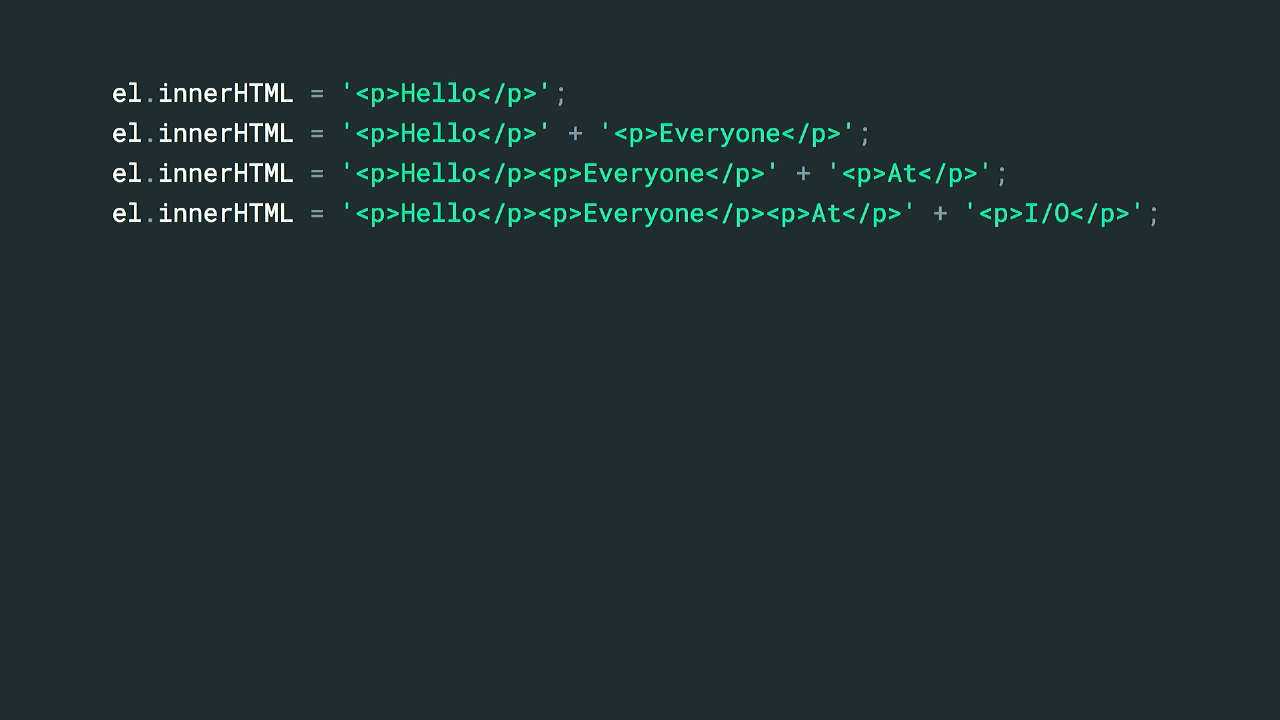 el.innerHTML = '<p>Hello</p>';
el.innerHTML = '<p>Hello</p>' + '<p>Everyone</p>';
el.innerHTML = '<p>Hello</p><p>Everyone</p>' + '<p>At</p>';
el.innerHTML = '<p>Hello</p><p>Everyone</p><p>At</p>' + '<p>I/O</p>';